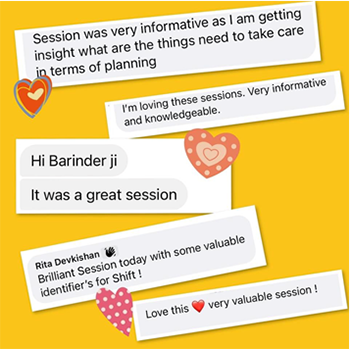 Session was very informative as I am getting
insight what are the things need to take care
in terms of planning
I'm loving these sessions. Very informative
and knowledgeable.
Hi Barinder ji
It was a great session
Rita Devkishan 👋🏿
Brilliant Session today with some valuable
identifier's for Shift !
Love this ❤️ very valuable session !